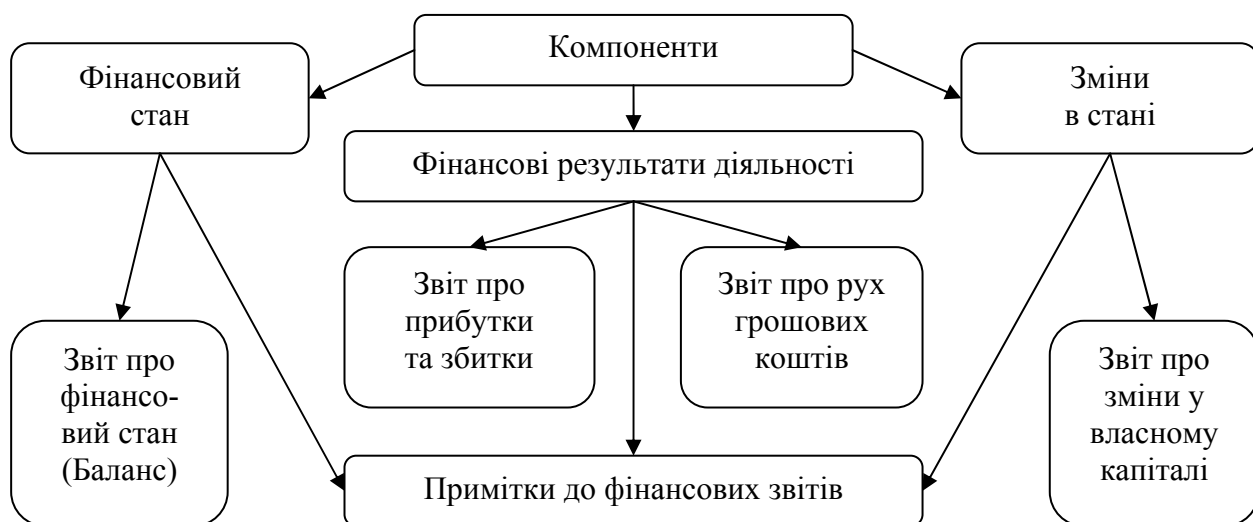 Компоненти
Фінансовий
стан
Зміни
в стані
Фінансові результати діяльності
Звіт про
прибутки
та збитки
Звіт про рух
грошових
коштів
Звіт про
фінансо-
вий стан
(Баланс)
Звіт про
зміни у
власному
капіталі
Примітки до фінансових звітів